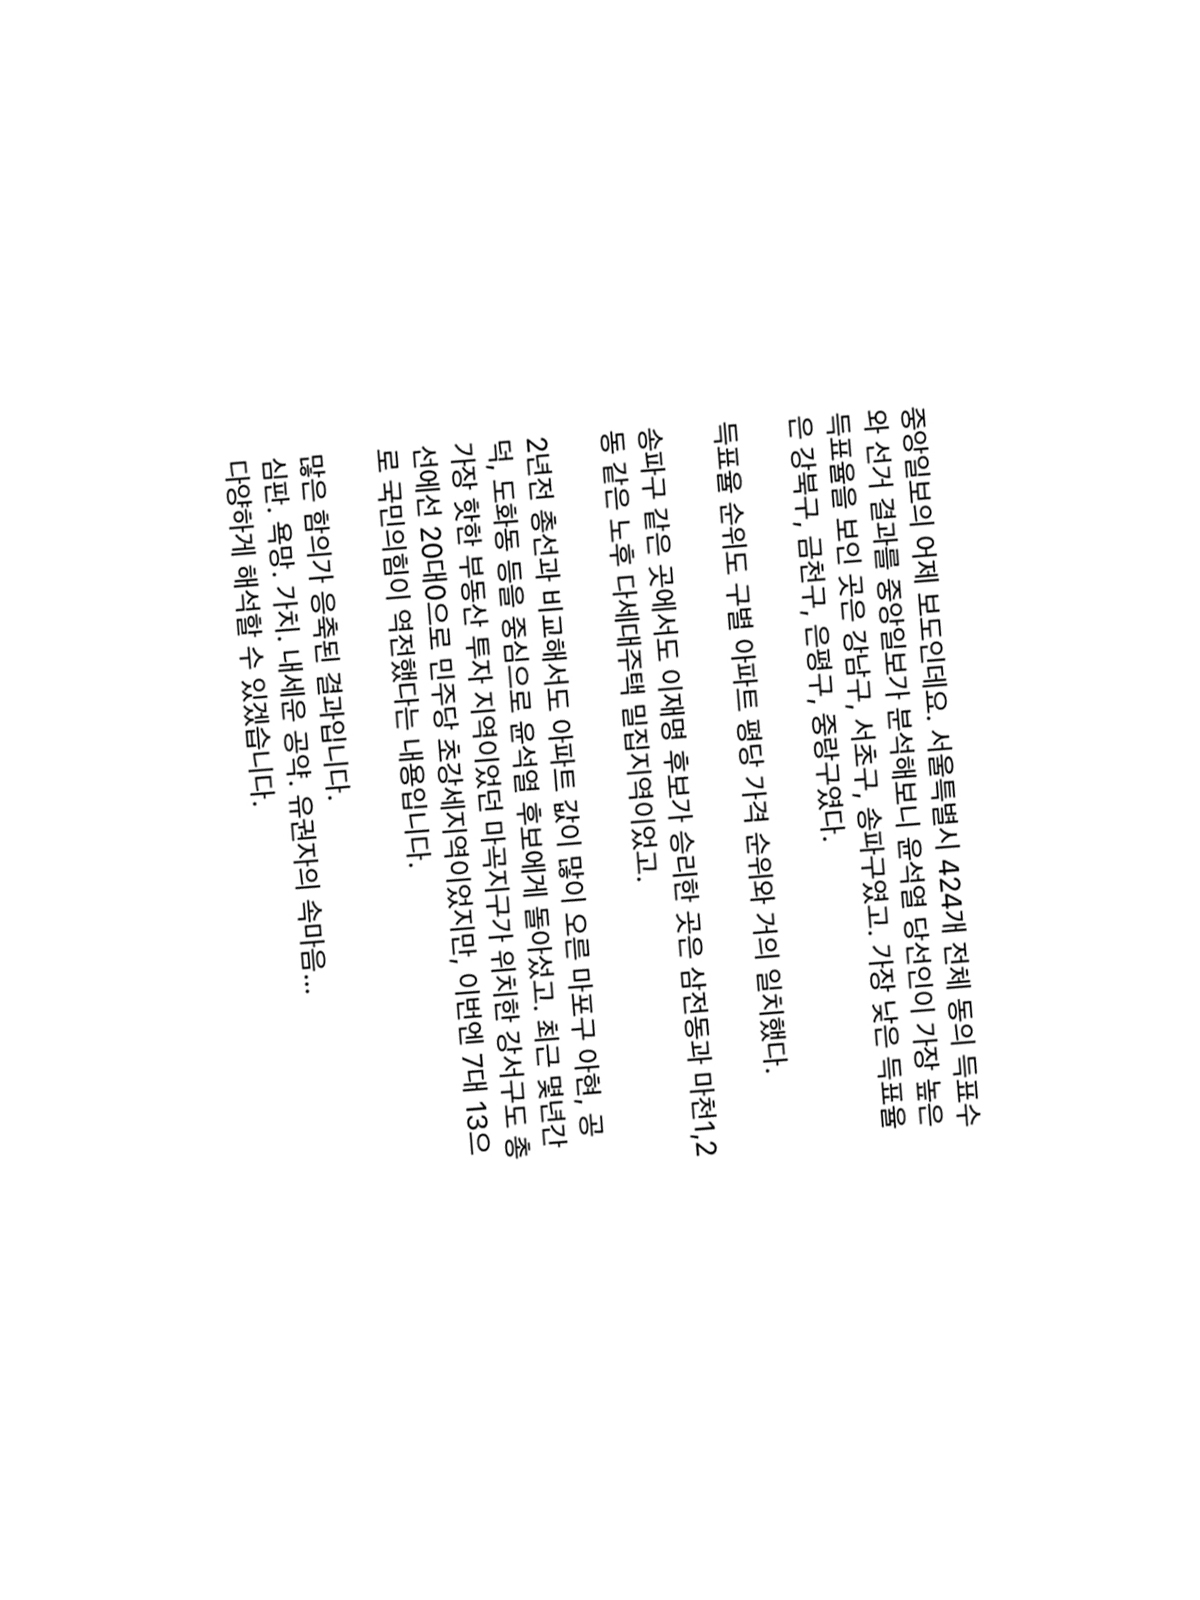 중앙일보의 어제 보도인데요. 서울특별시 424개 전체 동의 득표수
와 선거 결과를 중앙일보가 분석해보니 윤석열 당선인이 가장 높은
득표율을 보인 곳은 강남구, 서초구, 송파구였고. 가장 낮은 득표율
은 강북구, 금천구, 은평구, 중랑구였다.
득표율 순위도 구별 아파트 평당 가격 순위와 거의 일치했다.
송파구 같은 곳에서도 이재명 후보가 승리한 곳은 삼전동과 마천1,2
동 같은 노후 다세대주택 밀집지역이었고.
2년전 총선과 비교해서도 아파트 값이 많이 오른 마포구 아현, 공
덕, 도화동 등을 중심으로 윤석열 후보에게 돌아섰고. 최근 몇년간
가장 핫한 부동산 투자 지역이었던 마곡지구가 위치한 강서구도 총
선에선 20대0으로 민주당 초강세지역이었지만, 이번엔 7대 13으
로 국민의힘이 역전했다는 내용입니다.
많은 함의가 응축된 결과입니다.
심판. 욕망. 가치. 내세운 공약. 유권자의 속마음...
다양하게 해석할 수 있겠습니다.